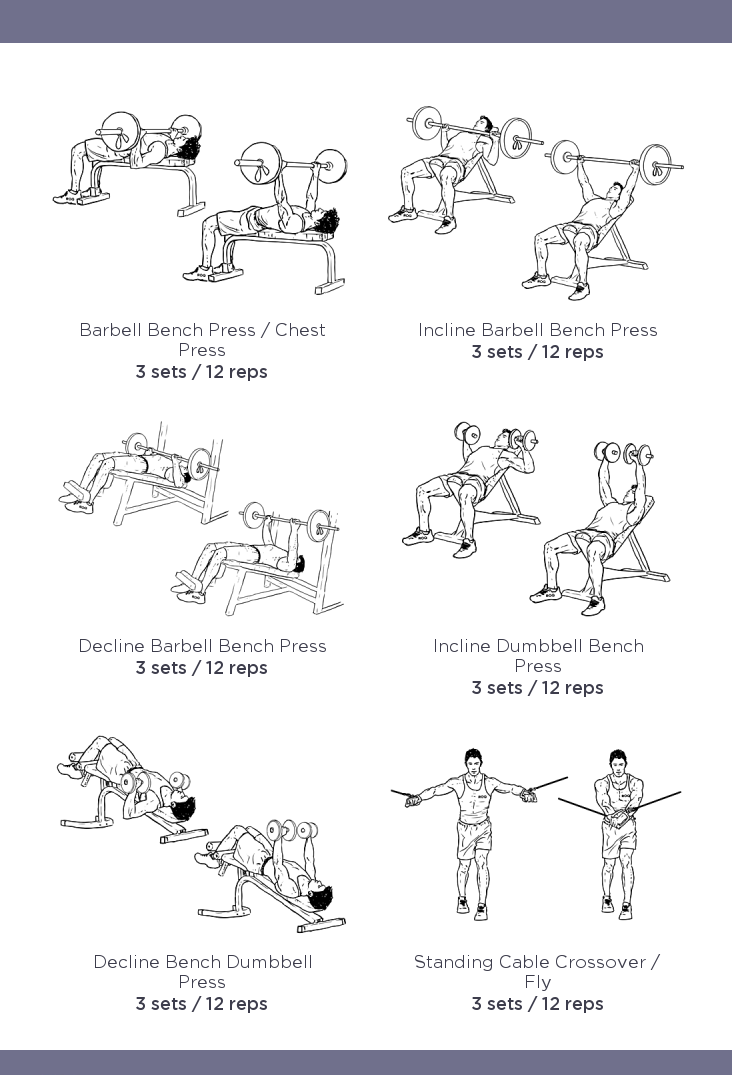 Barbell Bench Press / Chest
Press
3 sets / 12 reps
Incline Barbell Bench Press
3 sets / 12 reps
Decline Barbell Bench Press
3 sets / 12 reps
Incline Dumbbell Bench
Press
3 sets / 12 reps
Decline Bench Dumbbell
Press
3 sets / 12 reps
Standing Cable Crossover /
Fly
3 sets / 12 reps